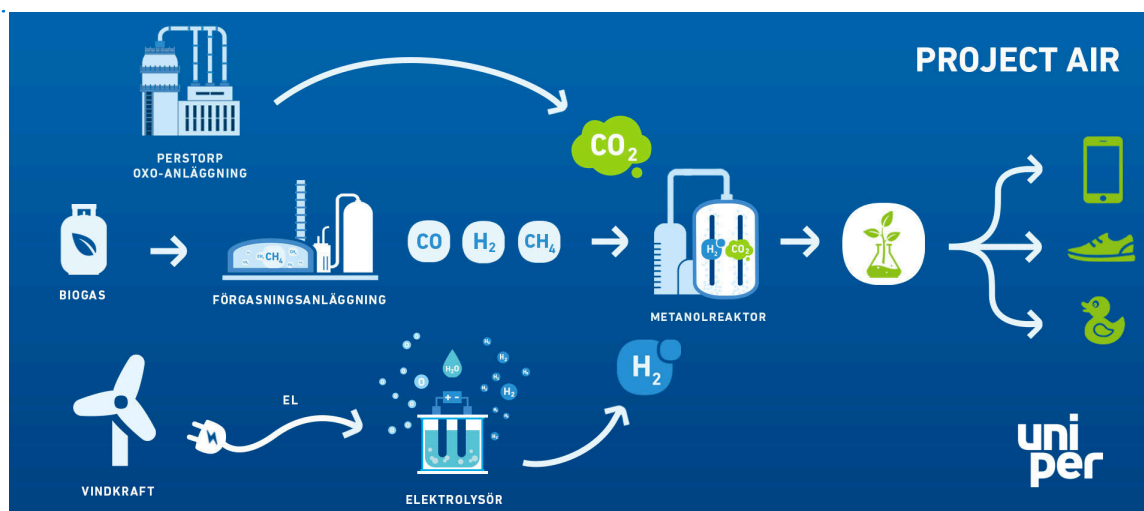 PROJECT AIR
PERSTORP
OXO-ANLÄGGNING
CO₂
BIOGAS
CH₄
FÖRGASNINGSANLÄGGNING
CO
H₂
CH₄
H₂
CO₂
METANOLREAKTOR
VINDKRAFT
EL
H₂O
O
H₂
H₂
+ -
ELEKTROLYSÖR
H₂
uni
per